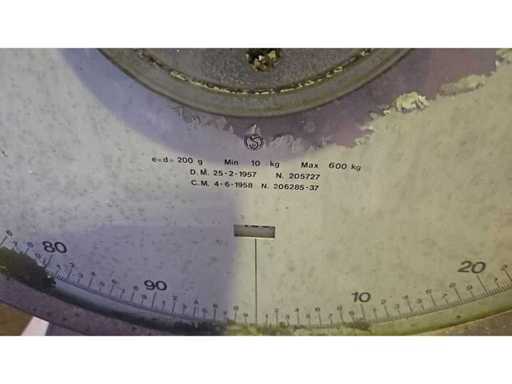 e=d= 200 g Min 10 kg Max 600 kg
D.M. 25-2-1957 N. 205727
C.M. 4-6-1958 N. 206285-37
80 90 10 20